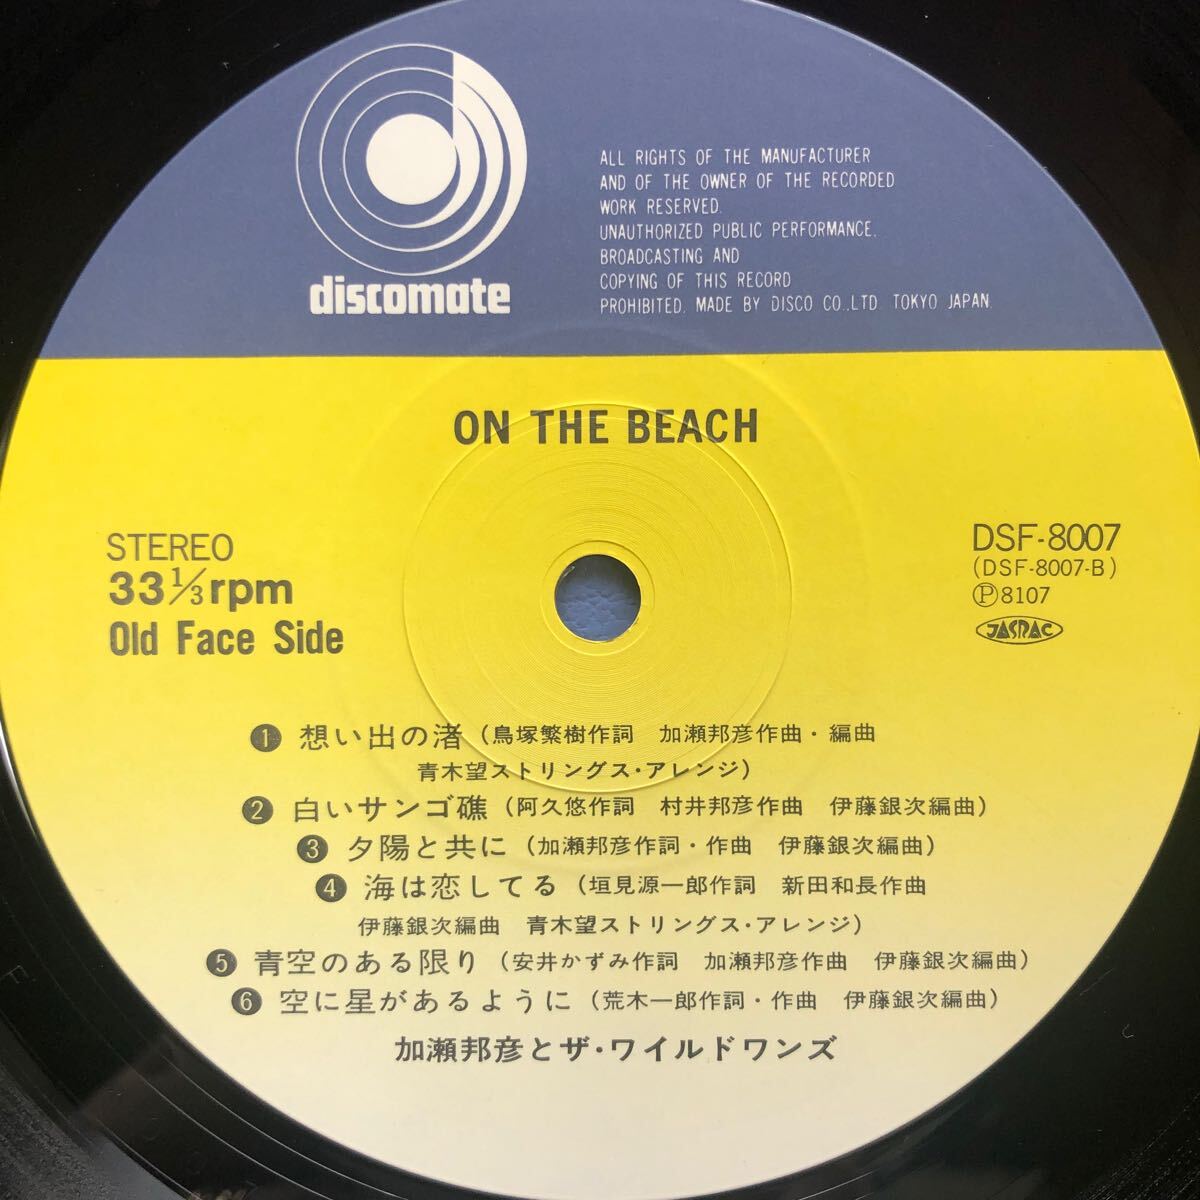 discomate
ALL RIGHTS OF THE MANUFACTURER
AND OF THE OWNER OF THE RECORDED
WORK RESERVED.
UNAUTHORIZED PUBLIC PERFORMANCE,
BROADCASTING AND
COPYING OF THIS RECORD
PROHIBITED. MADE BY DISCO CO.,LTD. TOKYO JAPAN.
ON THE BEACH
STEREO
33 1/3 rpm
Old Face Side
DSF-8007
(DSF-8007-B)
Ⓟ8107
JASRAC
❶ 想い出の渚 (鳥塚繁樹作詞 加瀬邦彦作曲・編曲
青木望ストリングス・アレンジ)
❷ 白いサンゴ礁 (阿久悠作詞 村井邦彦作曲 伊藤銀次編曲)
❸ 夕陽と共に (加瀬邦彦作詞・作曲 伊藤銀次編曲)
❹ 海は恋してる (垣見源一郎作詞 新田和長作曲
伊藤銀次編曲 青木望ストリングス・アレンジ)
❺ 青空のある限り (安井かずみ作詞 加瀬邦彦作曲 伊藤銀次編曲)
❻ 空に星があるように (荒木一郎作詞・作曲 伊藤銀次編曲)
加瀬邦彦とザ・ワイルドワンズ